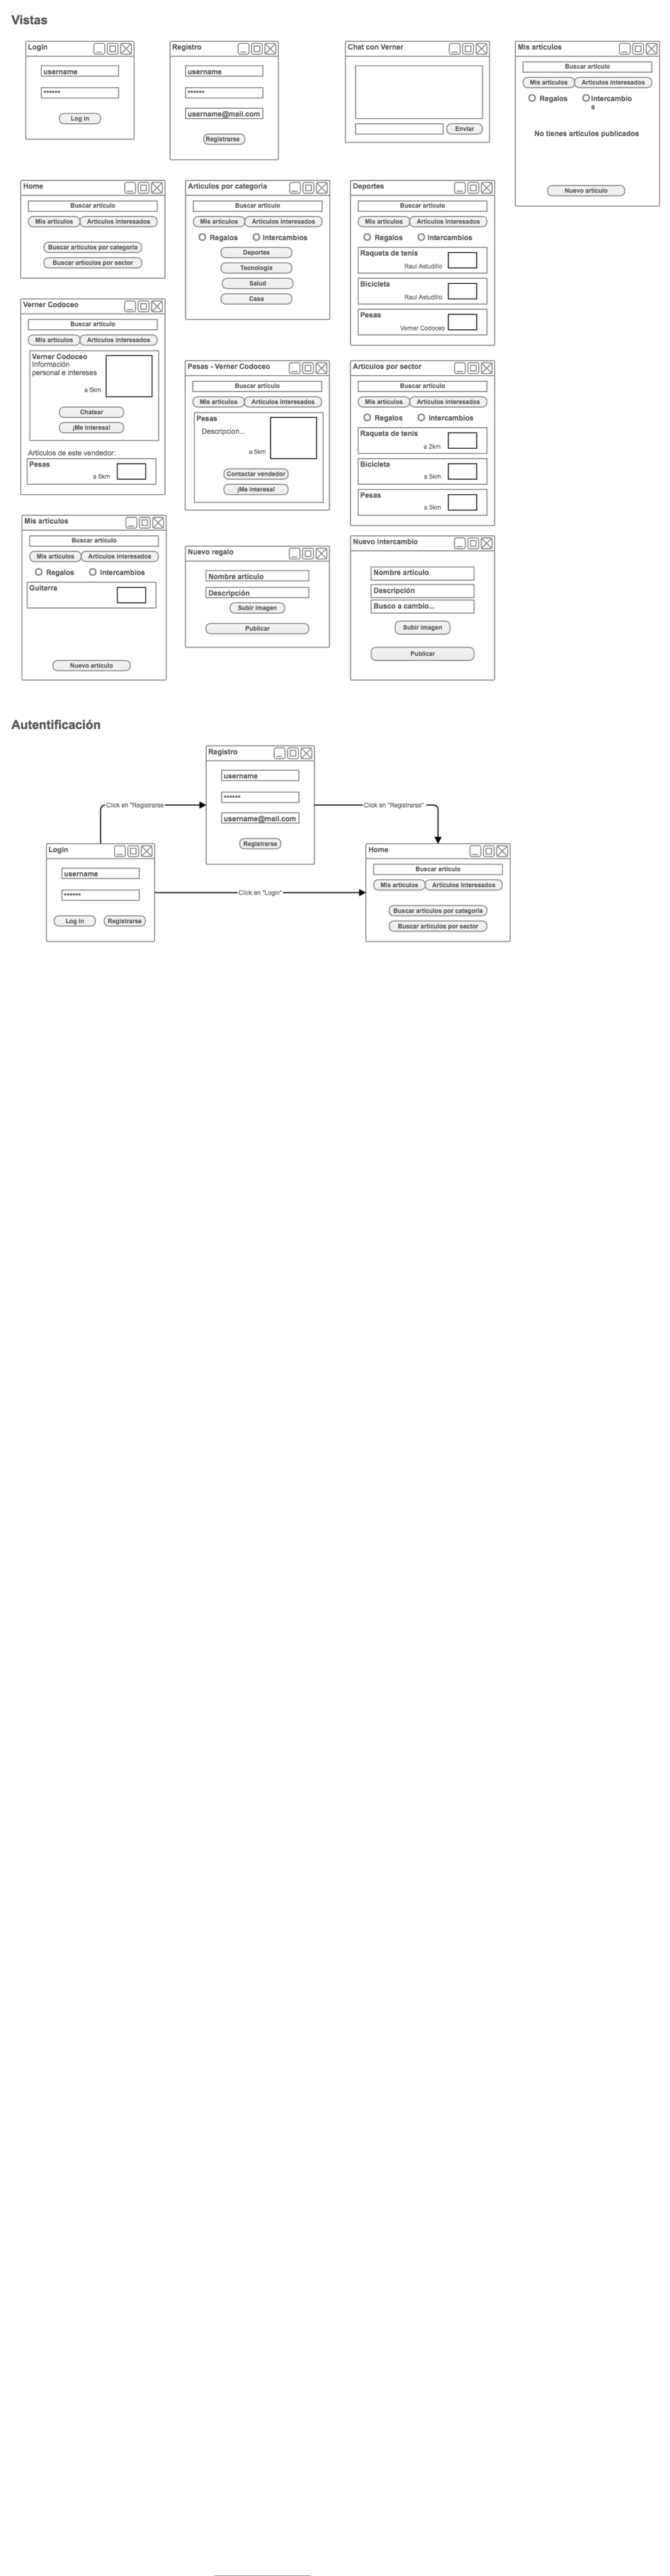 Vistas
Login
username
******
Log in
Registro
username
******
username@mail.com
Registrarse
Chat con Verner
Enviar
Mis artículos
Buscar artículo
Mis artículos
Artículos interesados
Regalos
Intercambio
s
No tienes artículos publicados
Nuevo artículo
Home
Buscar artículo
Mis artículos
Artículos interesados
Buscar artículos por categoría
Buscar artículos por sector
Artículos por categoría
Buscar artículo
Mis artículos
Artículos interesados
Regalos
Intercambios
Deportes
Tecnología
Salud
Casa
Deportes
Buscar artículo
Mis artículos
Artículos interesados
Regalos
Intercambios
Raqueta de tenis
Raul Astudillo
Bicicleta
Raul Astudillo
Pesas
Verner Codoceo
Verner Codoceo
Buscar artículo
Mis artículos
Artículos interesados
Verner Codoceo
Información
personal e intereses
a 5km
Chatear
¡Me interesa!
Artículos de este vendedor:
Pesas
a 5km
Pesas - Verner Codoceo
Buscar artículo
Mis artículos
Artículos interesados
Pesas
Descripcion...
a 5km
Contactar vendedor
¡Me interesa!
Artículos por sector
Buscar artículo
Mis artículos
Artículos interesados
Regalos
Intercambios
Raqueta de tenis
a 2km
Bicicleta
a 5km
Pesas
a 5km
Mis artículos
Buscar artículo
Mis artículos
Artículos interesados
Regalos
Intercambios
Guitarra
Nuevo artículo
Nuevo regalo
Nombre artículo
Descripción
Subir imagen
Publicar
Nuevo intercambio
Nombre artículo
Descripción
Busco a cambio...
Subir imagen
Publicar
Autentificación
Registro
username
******
username@mail.com
Registrarse
Click en "Registrarse
Click en "Registrarse"
Login
username
******
Log in
Registrarse
Click en "Login"
Home
Buscar artículo
Mis artículos
Artículos interesados
Buscar artículos por categoría
Buscar artículos por sector